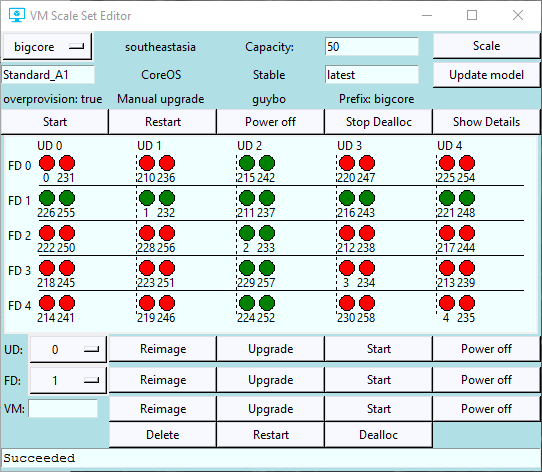 VM Scale Set Editor
bigcore southeastasia Capacity: 50 Scale
Standard_A1 CoreOS Stable latest Update model
overprovision: true Manual upgrade guybo Prefix: bigcore
Start Restart Power off Stop Dealloc Show Details
UD 0 UD 1 UD 2 UD 3 UD 4
FD 0
0 231 210 236 215 242 220 247 225 254
FD 1
226 255 1 232 211 237 216 243 221 248
FD 2
222 250 228 256 2 233 212 238 217 244
FD 3
218 245 223 251 229 257 3 234 213 239
FD 4
214 241 219 246 224 252 230 258 4 235
UD: 0 Reimage Upgrade Start Power off
FD: 1 Reimage Upgrade Start Power off
VM: Reimage Upgrade Start Power off
Delete Restart Dealloc
Succeeded